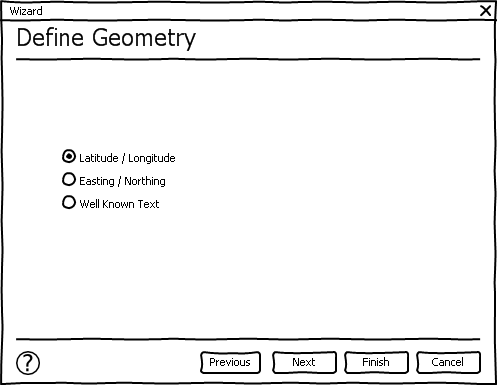 Wizard
Define Geometry
Latitude / Longitude
Easting / Northing
Well Known Text
?
Previous
Next
Finish
Cancel